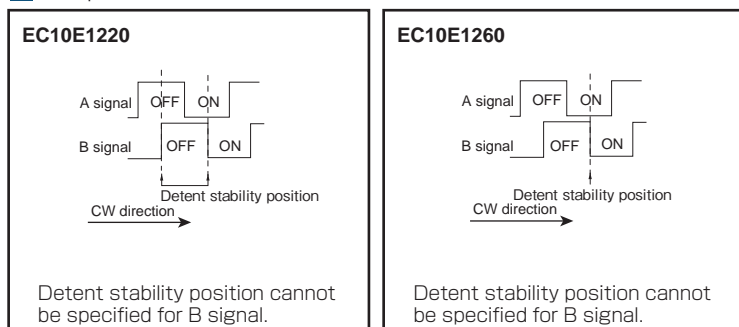 EC10E1220
A signal OFF ON
B signal OFF ON
Detent stability position
CW direction
Detent stability position cannot
be specified for B signal.
EC10E1260
A signal OFF ON
B signal OFF ON
Detent stability position
CW direction
Detent stability position cannot
be specified for B signal.